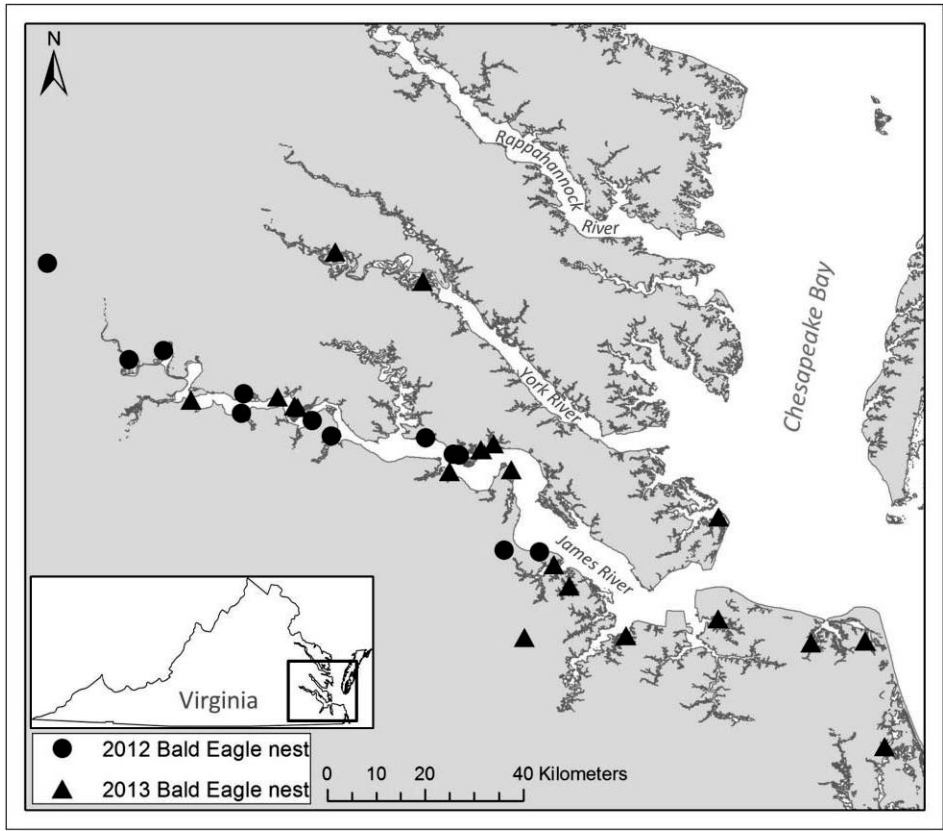 N
Rappahannock
River
Chesapeake Bay
York River
James River
Virginia
2012 Bald Eagle nest
2013 Bald Eagle nest
0 10 20 40 Kilometers